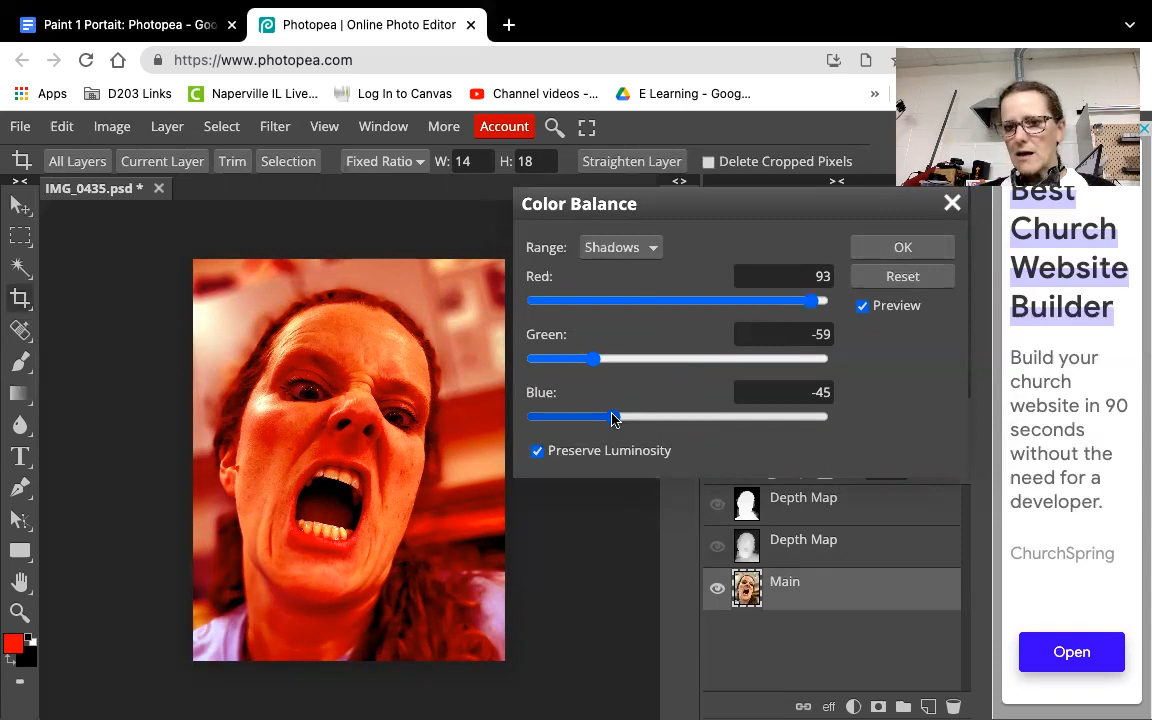 Paint 1 Portait: Photopea - Goo
Photopea | Online Photo Editor
https://www.photopea.com
Apps
D203 Links
Naperville IL Live...
Log In to Canvas
Channel videos -...
E Learning - Goog...
»
File Edit Image Layer Select Filter View Window More Account
All Layers Current Layer Trim Selection Fixed Ratio W: 14 H: 18 Straighten Layer Delete Cropped Pixels
> < < > > <
IMG_0435.psd *
Color Balance
Range: Shadows OK
Red: 93 Reset
Preview
Green: -59
Blue: -45
Preserve Luminosity
Depth Map
Depth Map
Main
eff
Best
Church
Website
Builder
Build your
church
website in 90
seconds
without the
need for a
developer.
ChurchSpring
Open